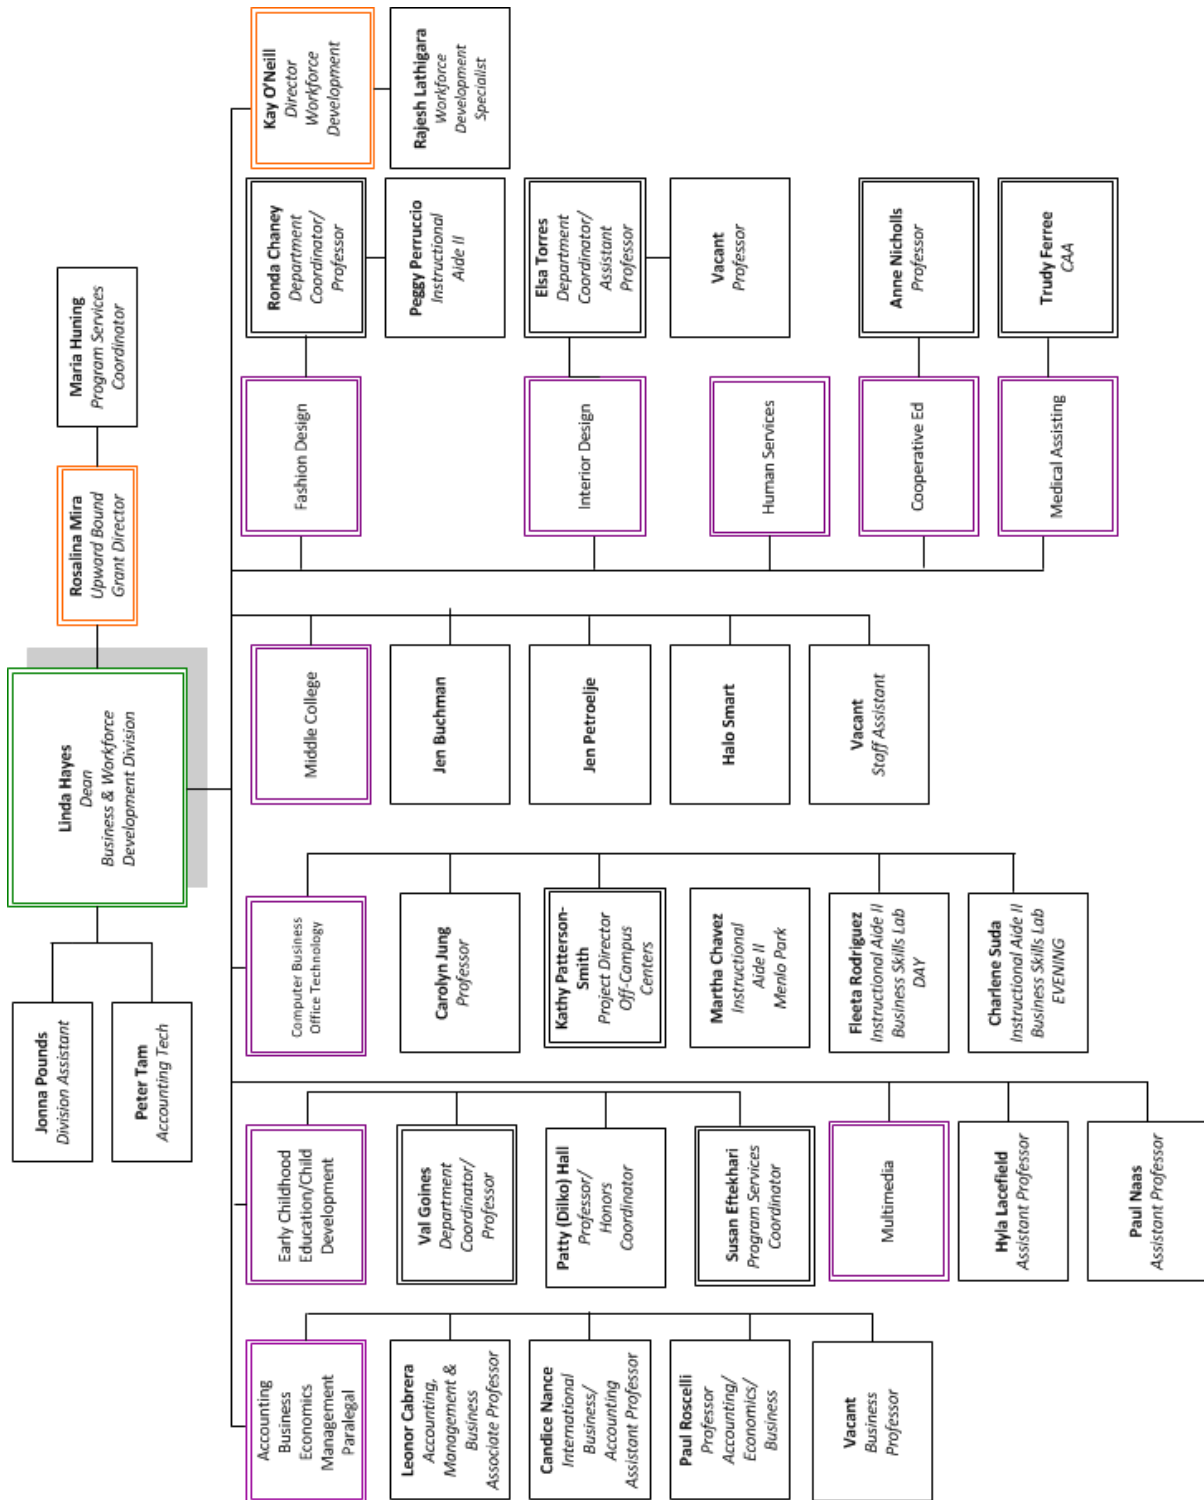 Linda Hayes
Dean
Business & Workforce
Development Division
Rosalina Mira
Upward Bound
Grant Director
Maria Huning
Program Services
Coordinator
Jonna Pounds
Division Assistant
Peter Tam
Accounting Tech
Accounting
Business
Economics
Management
Paralegal
Leonor Cabrera
Accounting,
Management &
Business
Associate Professor
Candice Nance
International
Business/
Accounting
Assistant Professor
Paul Roscelli
Professor
Accounting/
Economics/
Business
Vacant
Business
Professor
Early Childhood
Education/Child
Development
Val Goines
Department
Coordinator/
Professor
Patty (Dilko) Hall
Professor/
Honors
Coordinator
Susan Eftekhari
Program Services
Coordinator
Multimedia
Hyla Lacefield
Assistant Professor
Paul Naas
Assistant Professor
Computer Business
Office Technology
Carolyn Jung
Professor
Kathy Patterson-
Smith
Project Director
Off-Campus
Centers
Martha Chavez
Instructional
Aide II
Menlo Park
Fleeta Rodriguez
Instructional Aide II
Business Skills Lab
DAY
Charlene Suda
Instructional Aide II
Business Skills Lab
EVENING
Middle College
Jen Buchman
Jen Petroelje
Halo Smart
Vacant
Staff Assistant
Fashion Design
Ronda Chaney
Department
Coordinator/
Professor
Peggy Perruccio
Instructional
Aide II
Interior Design
Elsa Torres
Department
Coordinator/
Assistant
Professor
Vacant
Professor
Human Services
Cooperative Ed
Anne Nicholls
Professor
Medical Assisting
Trudy Ferree
CAA
Kay O'Neill
Director
Workforce
Development
Rajesh Lathigara
Workforce
Development
Specialist